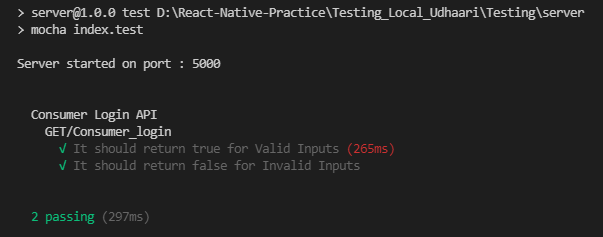 > server@1.0.0 test D:\React-Native-Practice\Testing_Local_Udhaari\Testing\server
> mocha index.test
Server started on port : 5000
Consumer Login API
GET/Consumer_login
√ It should return true for Valid Inputs (265ms)
√ It should return false for Invalid Inputs
2 passing (297ms)